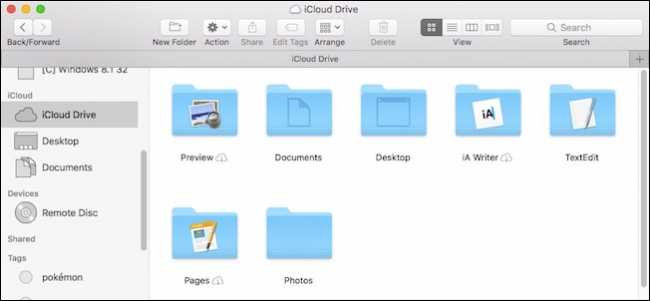 iCloud Drive
Back/Forward
New Folder
Action
Share
Edit Tags
Arrange
Delete
View
Search
Search
iCloud Drive
+
[C] Windows 8.1 32
iCloud
iCloud Drive
Desktop
Documents
Devices
Remote Disc
Shared
Tags
pokémon
Preview
Documents
Desktop
iA
iA Writer
TextEdit
Pages
Photos